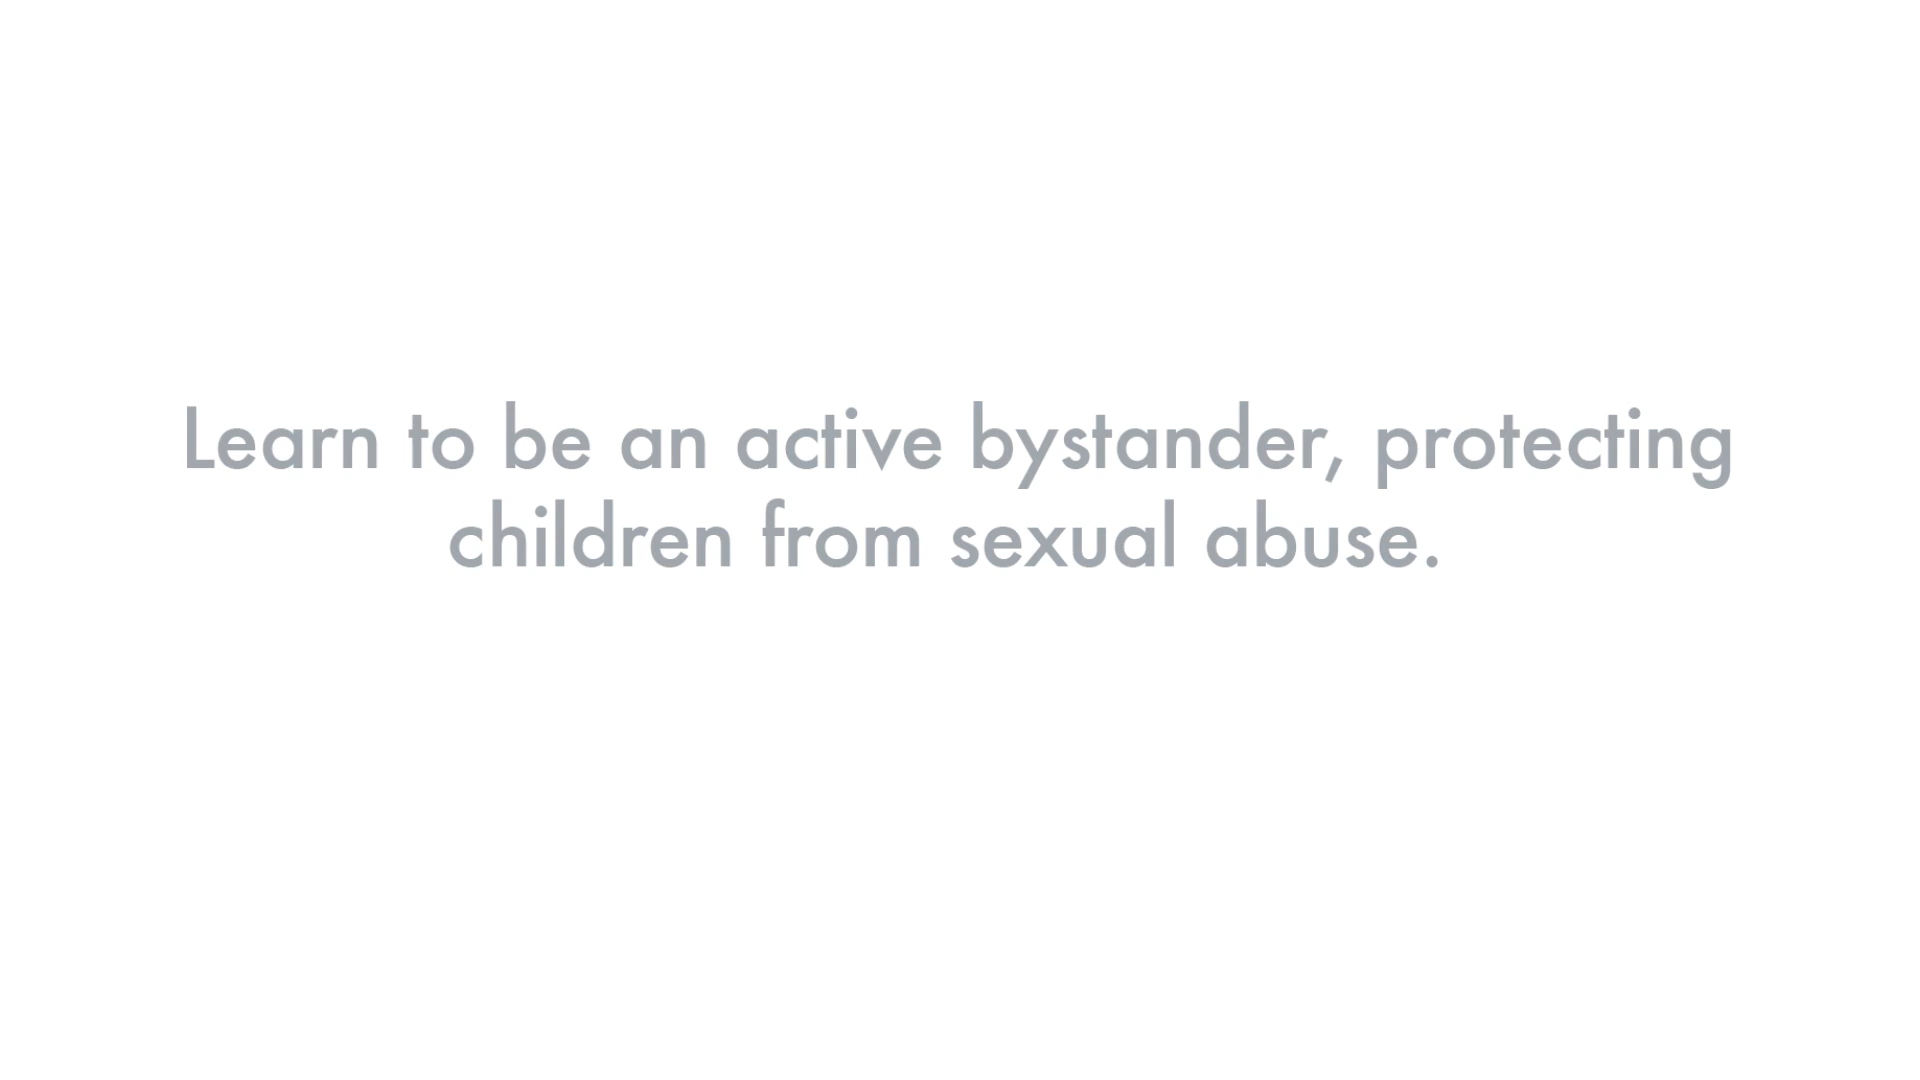 Learn to be an active bystander, protecting
children from sexual abuse.